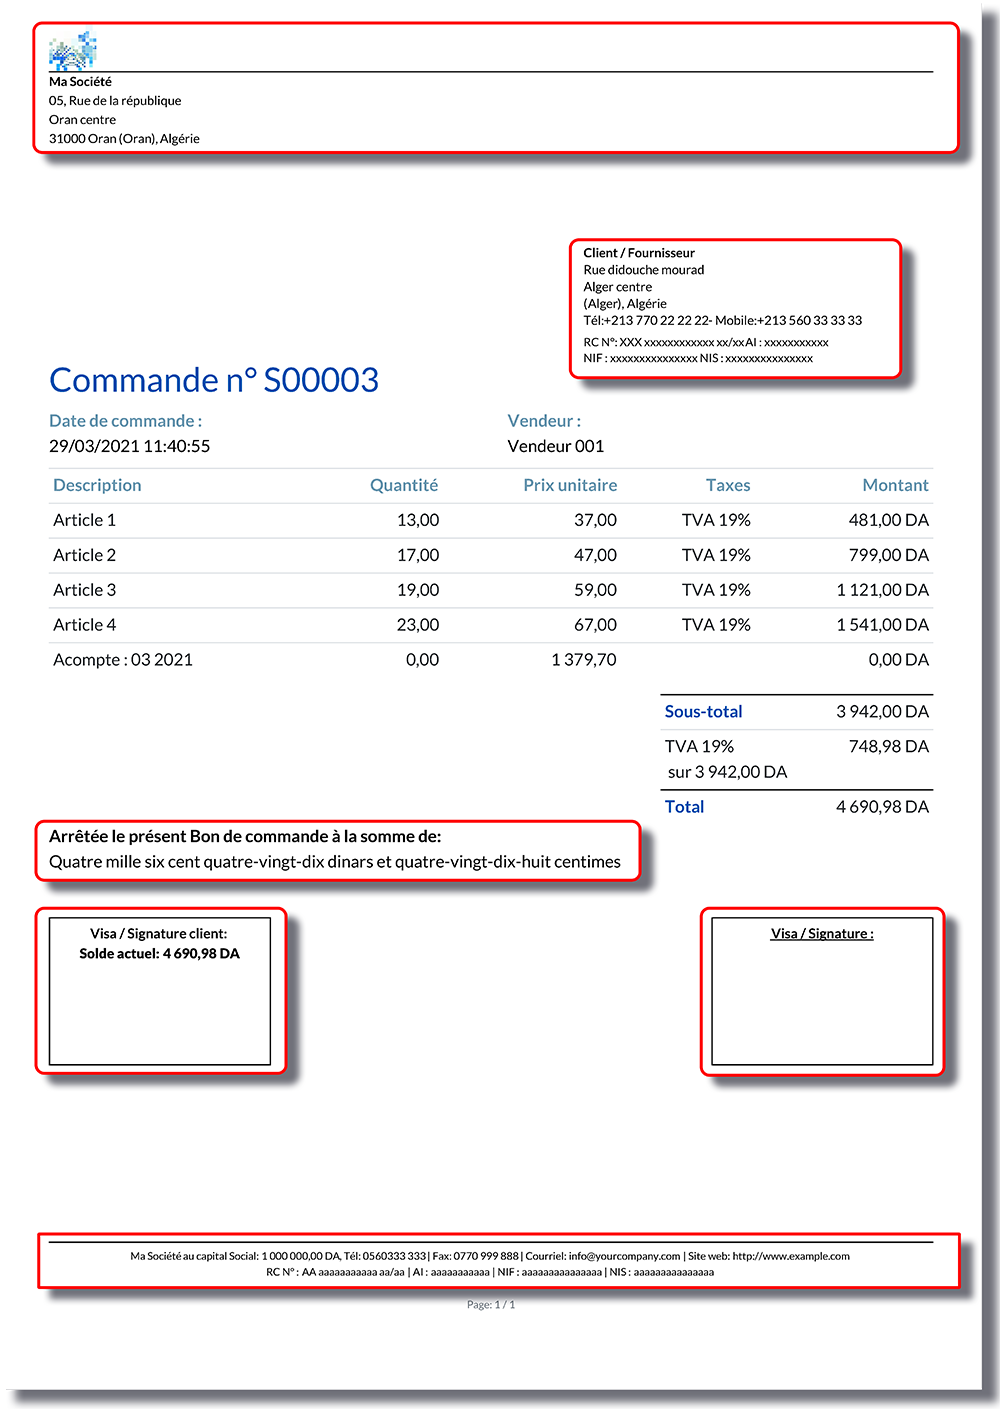 Ma Société
05, Rue de la république
Oran centre
31000 Oran (Oran), Algérie
Client / Fournisseur
Rue didouche mourad
Alger centre
(Alger), Algérie
Tél:+213 770 22 22 22- Mobile:+213 560 33 33 33
RC N°: XXX xxxxxxxxxxxx xx/xx AI : xxxxxxxxxxx
NIF : xxxxxxxxxxxxxxx NIS : xxxxxxxxxxxxxxx
Commande n° S00003
Date de commande : Vendeur :
29/03/2021 11:40:55 Vendeur 001
Description Quantité Prix unitaire Taxes Montant
Article 1 13,00 37,00 TVA 19% 481,00 DA
Article 2 17,00 47,00 TVA 19% 799,00 DA
Article 3 19,00 59,00 TVA 19% 1 121,00 DA
Article 4 23,00 67,00 TVA 19% 1 541,00 DA
Acompte : 03 2021 0,00 1 379,70 0,00 DA
Sous-total 3 942,00 DA
TVA 19% 748,98 DA
sur 3 942,00 DA
Total 4 690,98 DA
Arrêtée le présent Bon de commande à la somme de:
Quatre mille six cent quatre-vingt-dix dinars et quatre-vingt-dix-huit centimes
Visa / Signature client: Visa / Signature :
Solde actuel: 4 690,98 DA
Ma Société au capital Social: 1 000 000,00 DA, Tél: 0560333 333 | Fax: 0770 999 888 | Courriel: info@yourcompany.com | Site web: http://www.example.com
RC N° : AA aaaaaaaaaaa aa/aa | AI : aaaaaaaaaaa | NIF : aaaaaaaaaaaaaaa | NIS : aaaaaaaaaaaaaaa
Page: 1 / 1